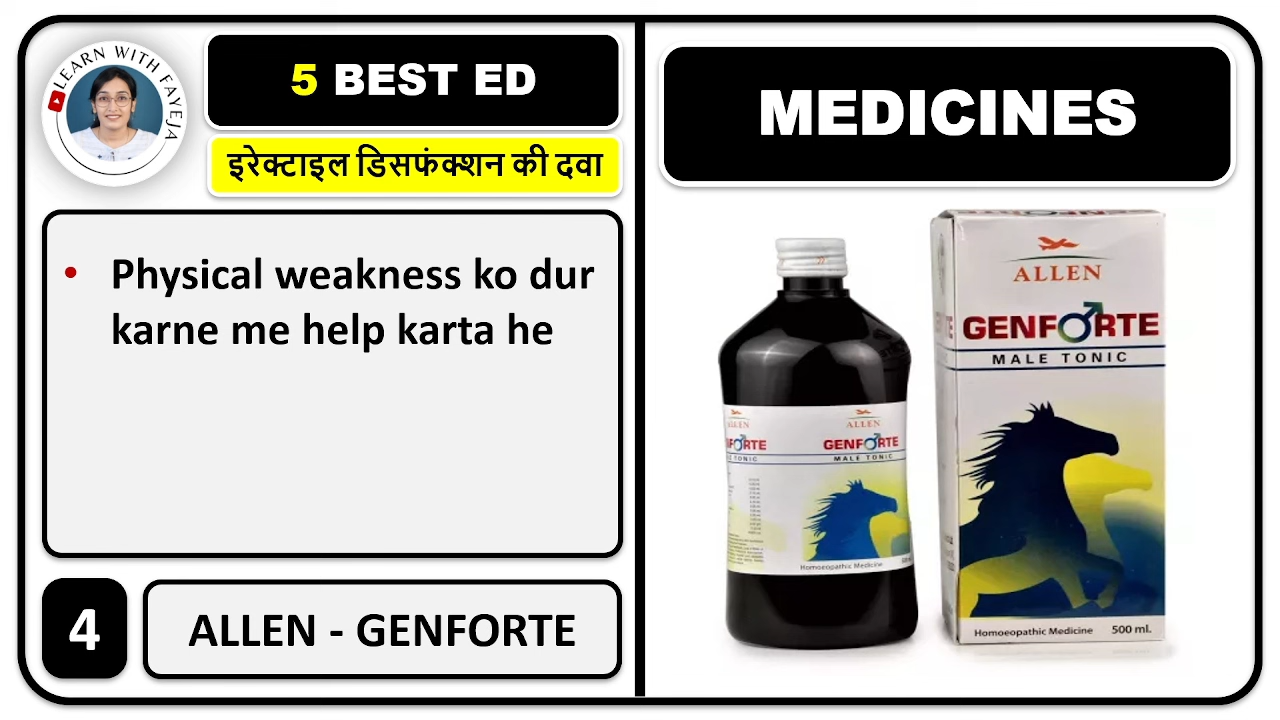 LEARN WITH FAYEJA
5 BEST ED
इरेक्टाइल डिसफंक्शन की दवा
MEDICINES
• Physical weakness ko dur
karne me help karta he
4
ALLEN - GENFORTE
ALLEN
GENFORTE
MALE TONIC
Homoeopathic Medicine
ALLEN
GENFORTE
MALE TONIC
Homoeopathic Medicine 500 ml.